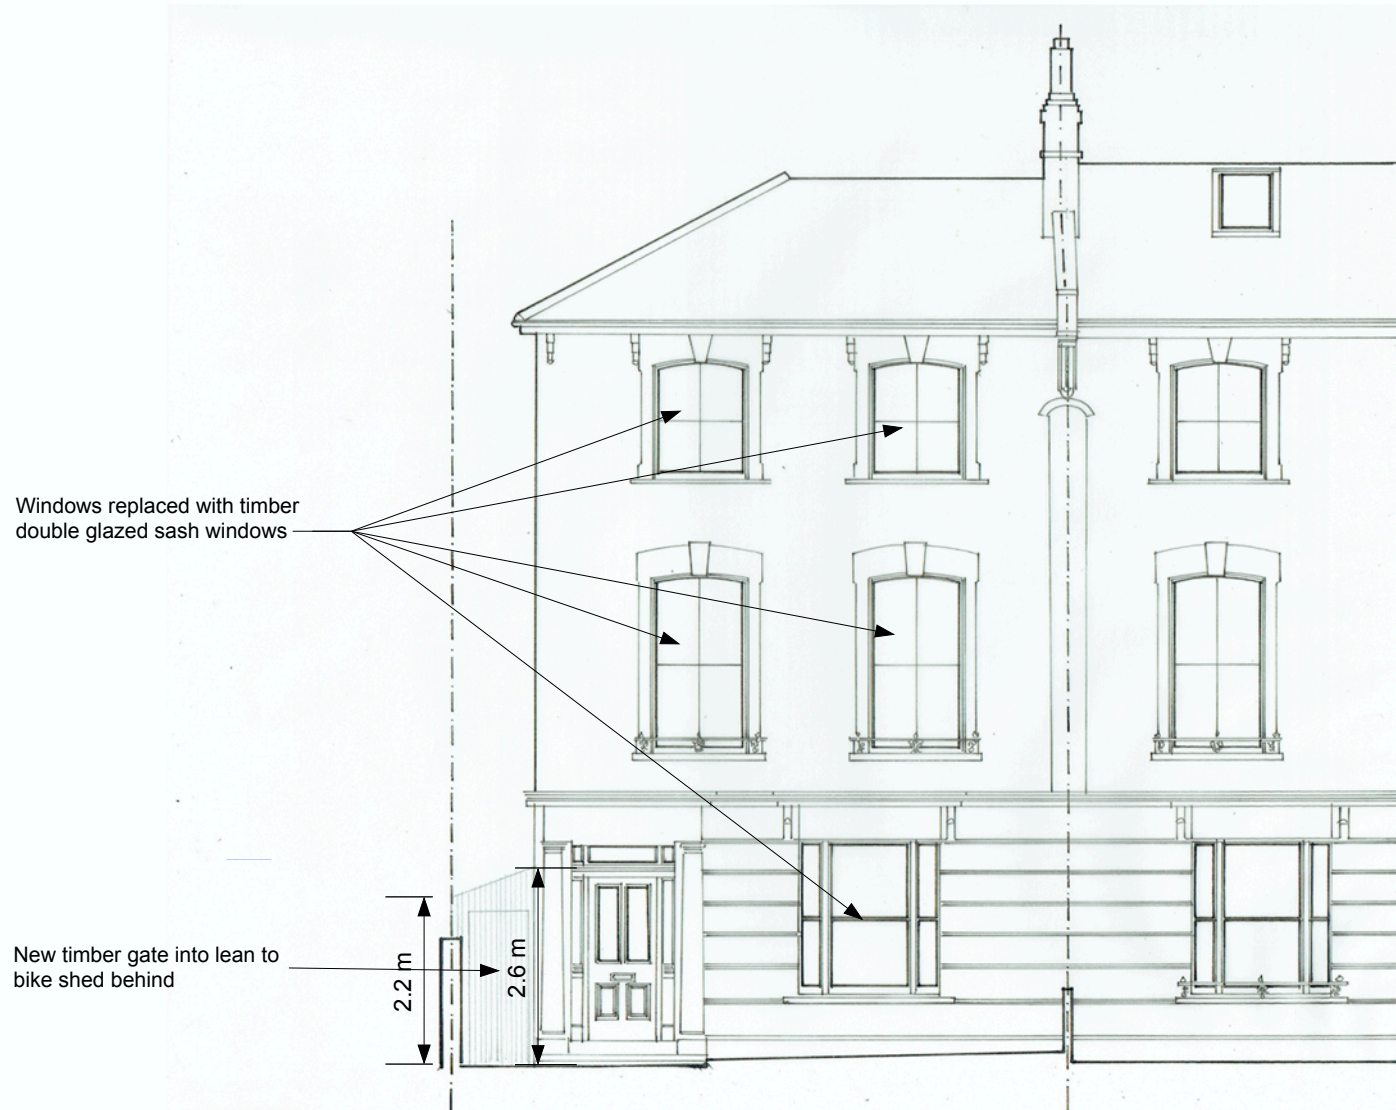 Windows replaced with timber
double glazed sash windows
New timber gate into lean to
bike shed behind
2.2 m
2.6 m